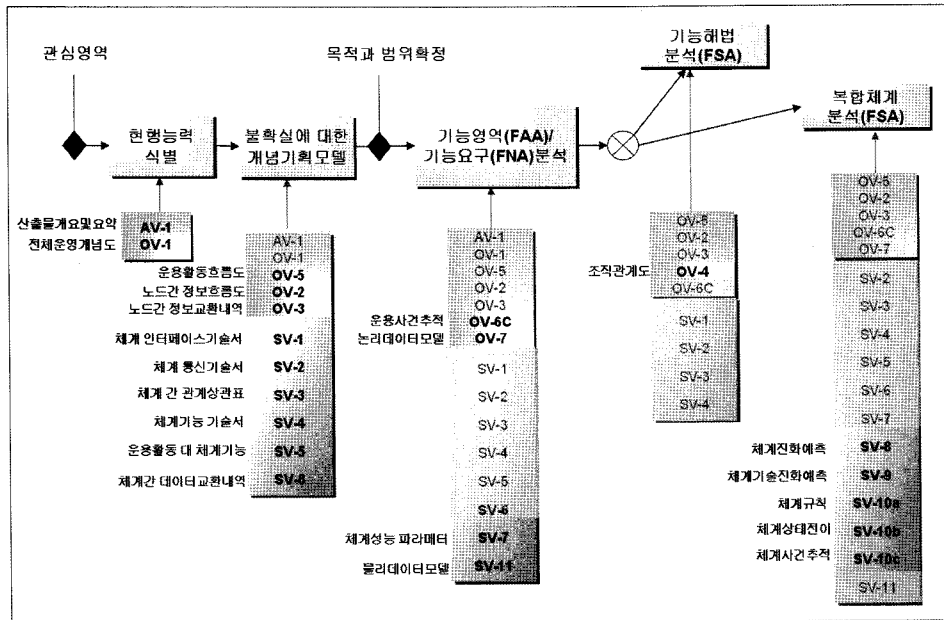 관심영역
목적과 범위확정
기능해법
분석(FSA)
복합체계
분석(FSA)
현행능력
식별
불확실에 대한
개념기획모델
기능영역(FAA)/
기능요구(FNA)분석
산출물개요및요약 AV-1
전체운영개념도 OV-1
AV-1
OV-1
운용활동흐름도 OV-5
노드간 정보흐름도 OV-2
노드간 정보교환내역 OV-3
체계 인터페이스기술서 SV-1
체계 통신기술서 SV-2
체계 간 관계상관표 SV-3
체계기능 기술서 SV-4
운용활동 대 체계기능 SV-5
체계간 데이터교환내역 SV-6
AV-1
OV-1
OV-5
OV-2
OV-3
운용사건추적 OV-6C
논리데이터모델 OV-7
SV-1
SV-2
SV-3
SV-4
SV-5
SV-6
체계성능 파라메터 SV-7
물리데이터모델 SV-11
OV-5
OV-2
OV-3
조직관계도 OV-4
OV-6C
SV-1
SV-2
SV-3
SV-4
OV-5
OV-2
OV-3
OV-6C
OV-7
SV-2
SV-3
SV-4
SV-5
SV-6
SV-7
체계진화예측 SV-8
체계기술진화예측 SV-9
체계규칙 SV-10a
체계상태전이 SV-10b
체계사건추적 SV-10c
SV-11